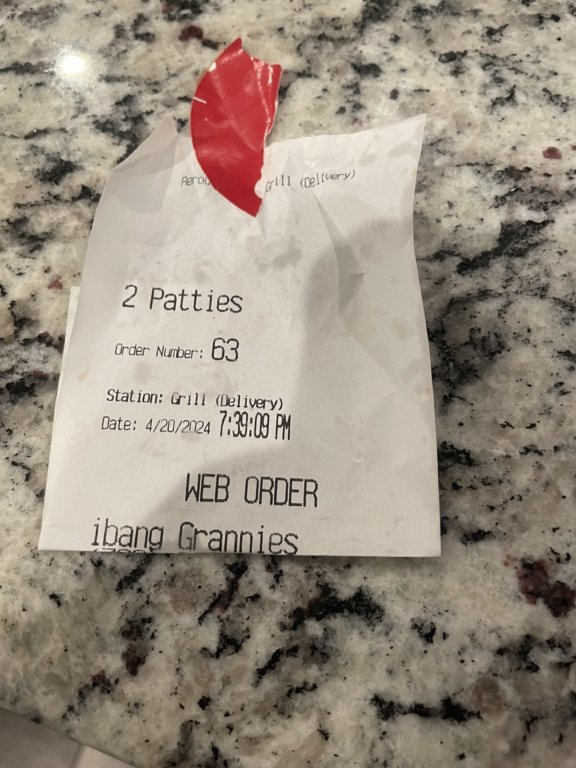 Grill (Delivery)
2 Patties
Order Number: 63
Station: Grill (Delivery)
Date: 4/20/2024 7:39:09 PM
WEB ORDER
ibang Grannies